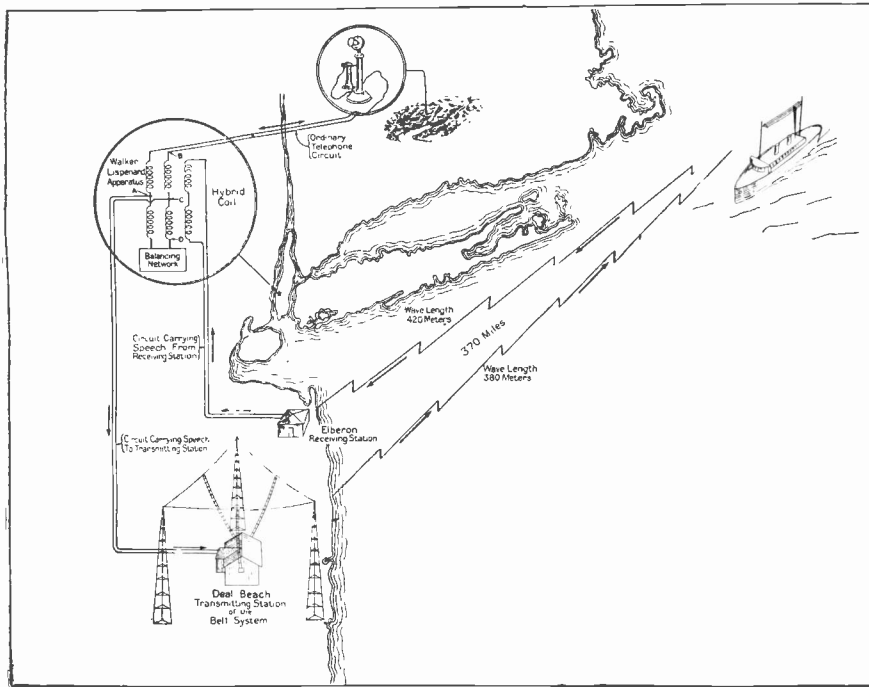 Ordinary
Telephone
Circuit
Walker
Lispenard
Apparatus
A
B
C
D
Hybrid
Coil
Balancing
Network
Wave Length
420 Meters
370 Miles
Wave Length
380 Meters
Circuit Carrying
Speech From
Receiving Station
Elberon
Receiving Station
Circuit Carrying Speech
To Transmitting Station
Deal Beach
Transmitting Station
of the
Bell System